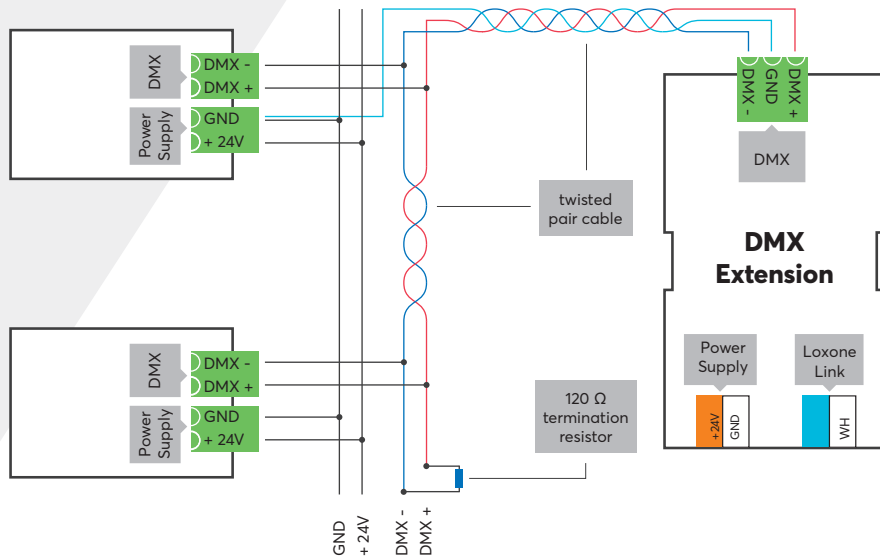 DMX
DMX -
DMX +
Power
Supply
GND
+ 24V
DMX -
GND
DMX +
DMX
twisted
pair cable
DMX
Extension
DMX
DMX -
DMX +
Power
Supply
GND
+ 24V
Power
Supply
Loxone
Link
+24V
GND
WH
120 Ω
termination
resistor
GND
+ 24V
DMX -
DMX +